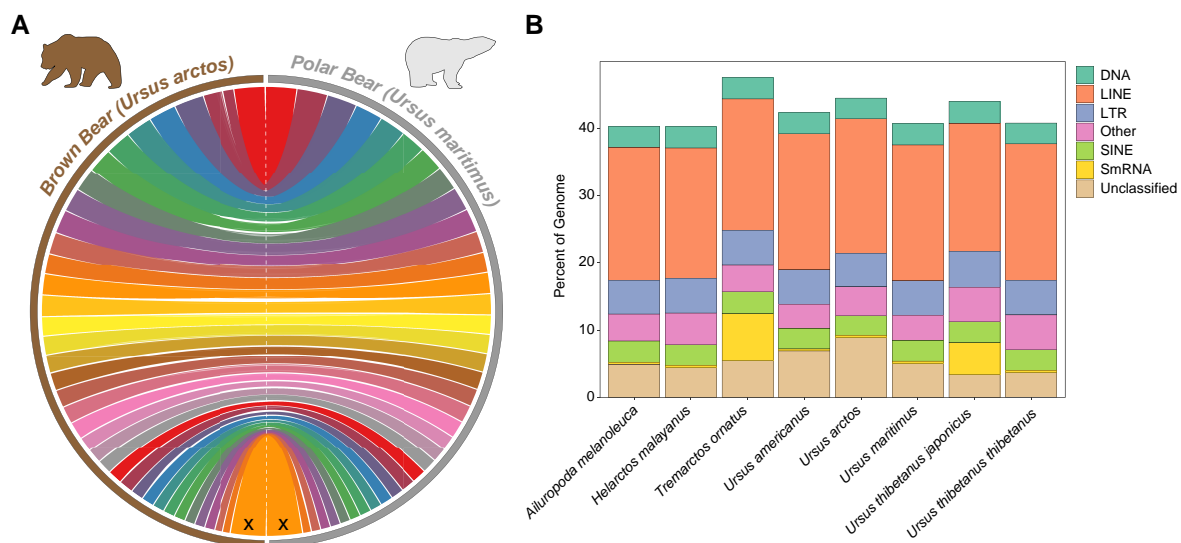 A
Brown Bear (Ursus arctos)
Polar Bear (Ursus maritimus)
X X
B
Percent of Genome
40
30
20
10
0
Ailuropoda melanoleuca
Helarctos malayanus
Tremarctos ornatus
Ursus americanus
Ursus arctos
Ursus maritimus
Ursus thibetanus japonicus
Ursus thibetanus thibetanus
DNA
LINE
LTR
Other
SINE
SmRNA
Unclassified